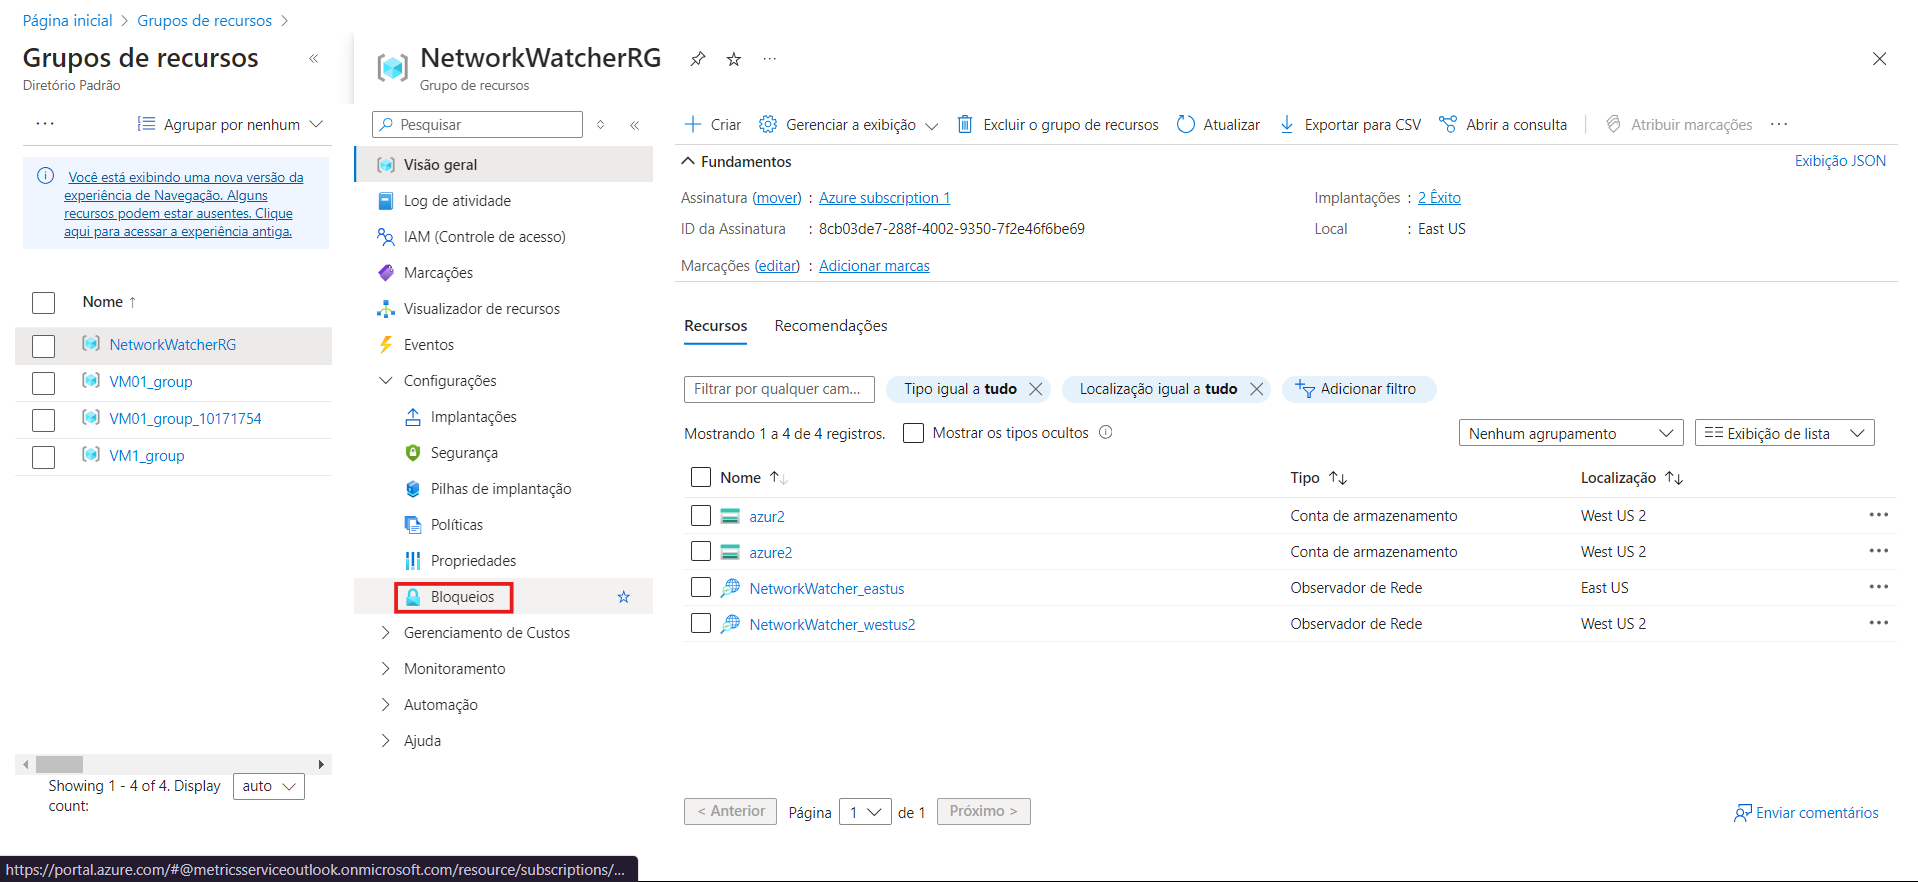 Página inicial > Grupos de recursos >
Grupos de recursos «
Diretório Padrão
··· Agrupar por nenhum
Você está exibindo uma nova versão da
experiência de Navegação. Alguns
recursos podem estar ausentes. Clique
aqui para acessar a experiência antiga.
Nome ↑
NetworkWatcherRG
VM01_group
VM01_group_10171754
VM1_group
Showing 1 - 4 of 4. Display
count:
auto
NetworkWatcherRG ···
Grupo de recursos
Pesquisar «
Visão geral
Log de atividade
IAM (Controle de acesso)
Marcações
Visualizador de recursos
Eventos
Configurações
Implantações
Segurança
Pilhas de implantação
Políticas
Propriedades
Bloqueios
Gerenciamento de Custos
Monitoramento
Automação
Ajuda
Criar Gerenciar a exibição Excluir o grupo de recursos Atualizar Exportar para CSV Abrir a consulta Atribuir marcações ···
Fundamentos Exibição JSON
Assinatura (mover) : Azure subscription 1
ID da Assinatura : 8cb03de7-288f-4002-9350-7f2e46f6be69
Marcações (editar) : Adicionar marcas
Implantações : 2 Êxito
Local : East US
Recursos Recomendações
Filtrar por qualquer cam... Tipo igual a tudo Localização igual a tudo Adicionar filtro
Mostrando 1 a 4 de 4 registros. Mostrar os tipos ocultos Nenhum agrupamento Exibição de lista
Nome ↑↓ Tipo ↑↓ Localização ↑↓
azur2 Conta de armazenamento West US 2 ···
azure2 Conta de armazenamento West US 2 ···
NetworkWatcher_eastus Observador de Rede East US ···
NetworkWatcher_westus2 Observador de Rede West US 2 ···
< Anterior Página 1 de 1 Próximo > Enviar comentários
https://portal.azure.com/#@metricsserviceoutlook.onmicrosoft.com/resource/subscriptions/...